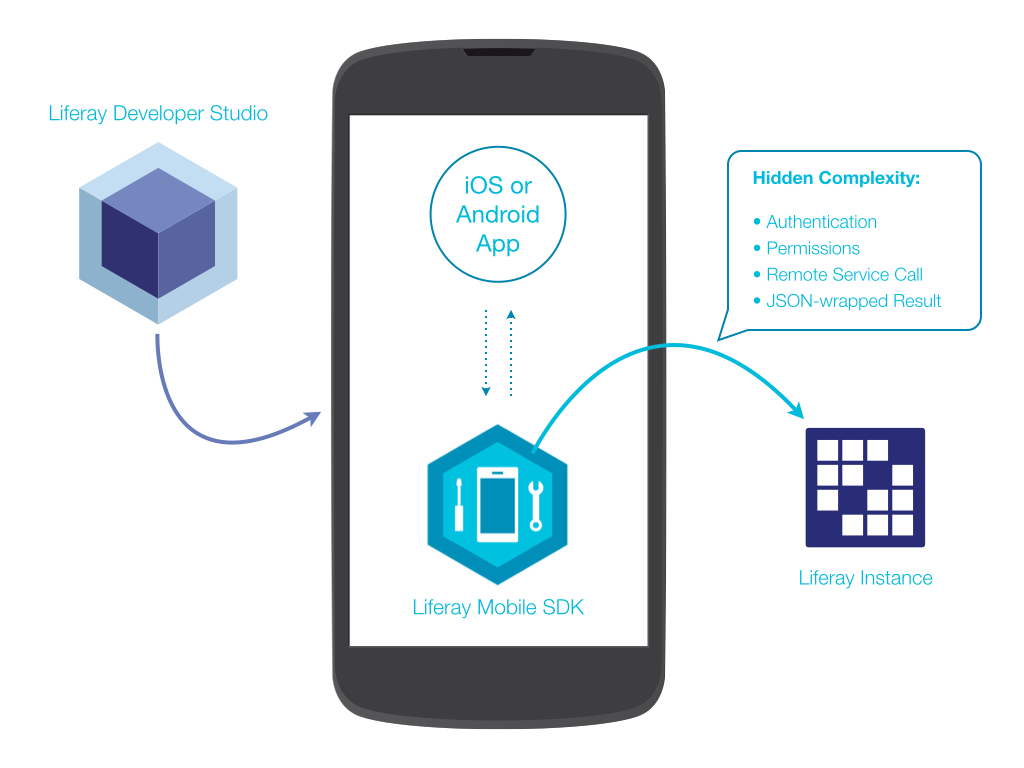 Liferay Developer Studio
iOS or
Android
App
Hidden Complexity:
• Authentication
• Permissions
• Remote Service Call
• JSON-wrapped Result
Liferay Mobile SDK
Liferay Instance